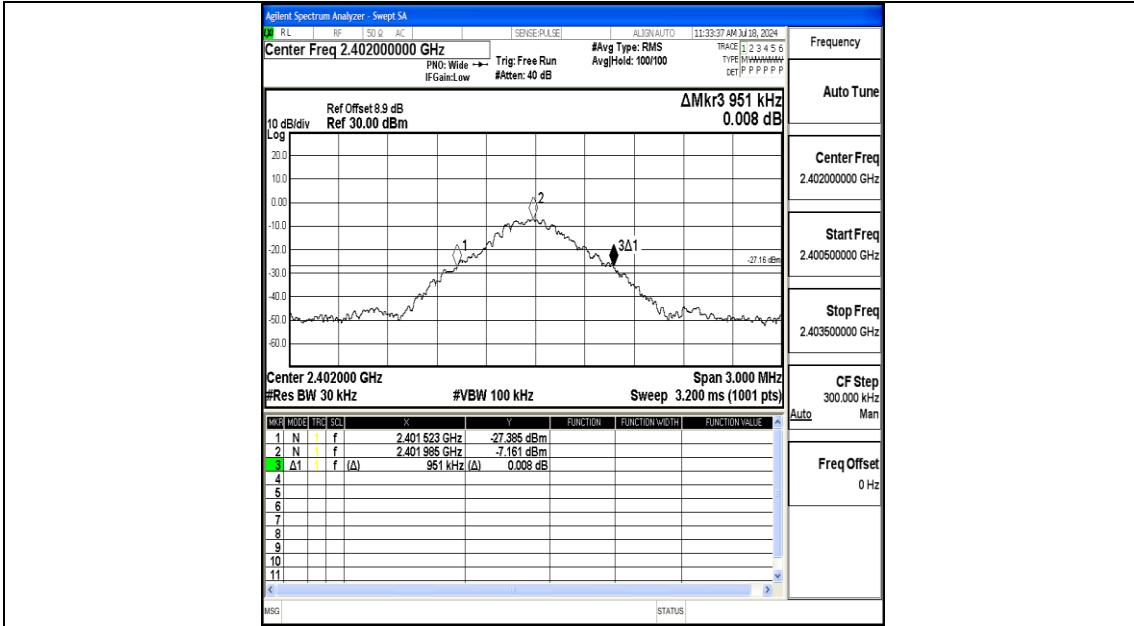 Agilent Spectrum Analyzer - Swept SA
RL RF 50 Ω AC SENSE:PULSE ALIGNAUTO 11:33:37 AM Jul 18, 2024
Center Freq 2.402000000 GHz
PNO: Wide
IFGain:Low
Trig: Free Run
#Atten: 40 dB
#Avg Type: RMS
Avg|Hold: 100/100
TRACE 1 2 3 4 5 6
TYPE MWWWWW
DET P P P P P P
ΔMkr3 951 kHz
0.008 dB
Ref Offset 8.9 dB
10 dB/div Ref 30.00 dBm
Log
20.0
10.0
0.00
-10.0
-20.0
-30.0
-40.0
-50.0
-60.0
1
2
3Δ1
-27.16 dBm
Center 2.402000 GHz Span 3.000 MHz
#Res BW 30 kHz #VBW 100 kHz Sweep 3.200 ms (1001 pts)
MKR MODE TRC SCL X Y FUNCTION FUNCTION WIDTH FUNCTION VALUE
1 N 1 f 2.401 523 GHz -27.385 dBm
2 N 1 f 2.401 985 GHz -7.161 dBm
3 Δ1 1 f (Δ) 951 kHz (Δ) 0.008 dB
4
5
6
7
8
9
10
11
MSG STATUS
Frequency
Auto Tune
Center Freq
2.402000000 GHz
Start Freq
2.400500000 GHz
Stop Freq
2.403500000 GHz
CF Step
300.000 kHz
Auto Man
Freq Offset
0 Hz